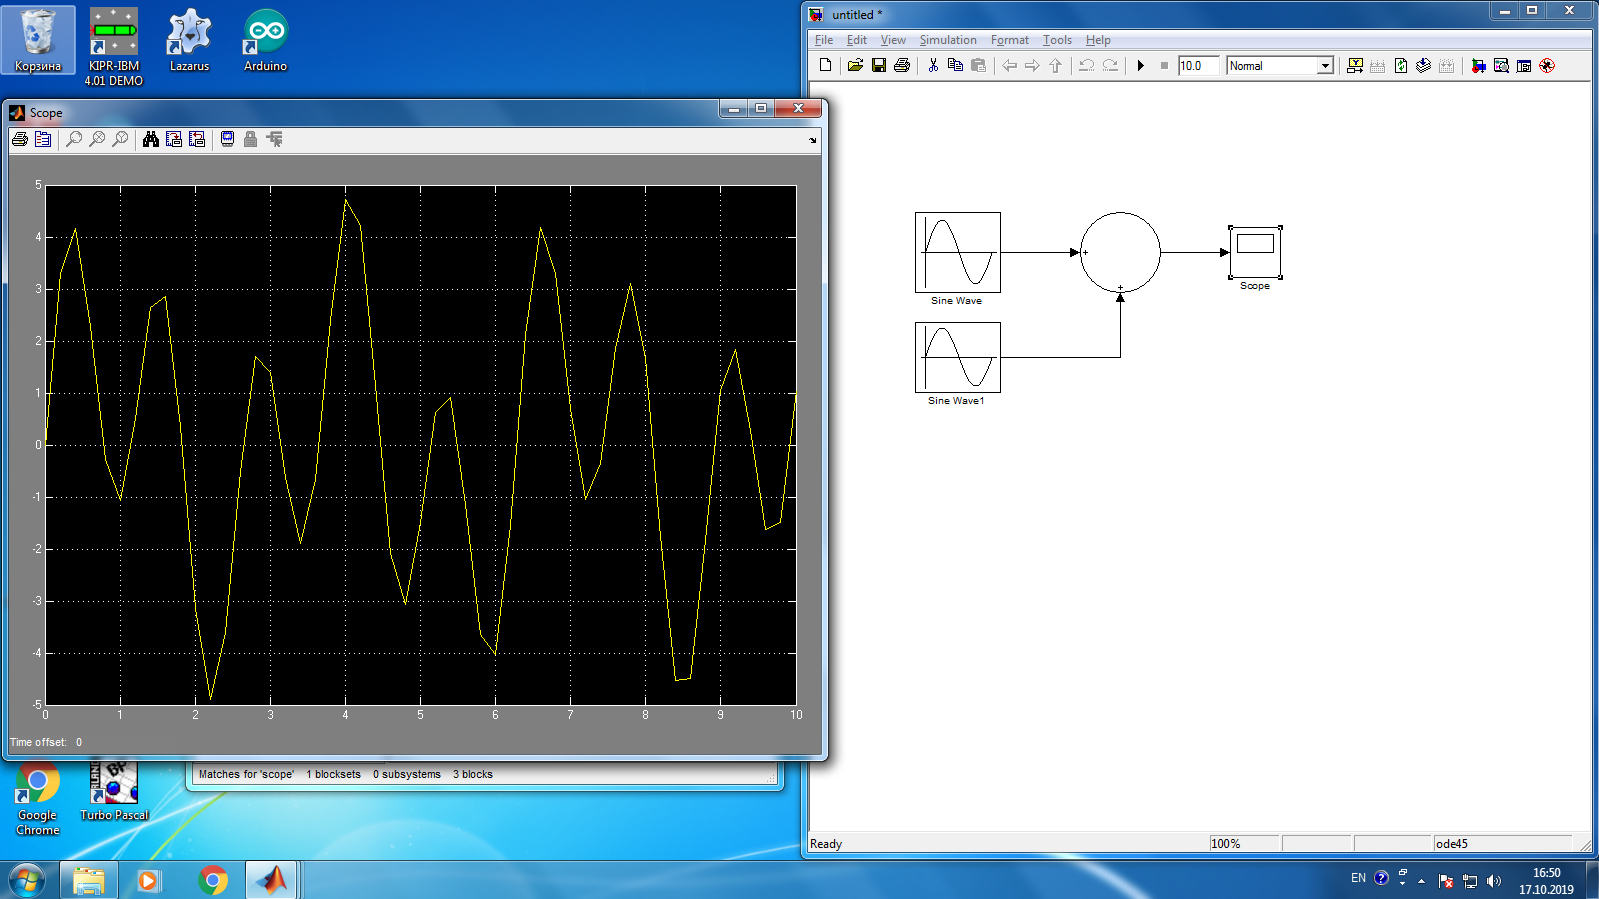 Корзина
KIPR-IBM
4.01 DEMO
Lazarus
Arduino
untitled *
File Edit View Simulation Format Tools Help
10.0 Normal
Scope
5
4
3
2
1
0
-1
-2
-3
-4
-5
0 1 2 3 4 5 6 7 8 9 10
Time offset: 0
Sine Wave
Sine Wave1
Scope
Matches for 'scope' 1 blocksets 0 subsystems 3 blocks
Google
Chrome
BP
Turbo Pascal
Ready 100% ode45
EN
16:50
17.10.2019